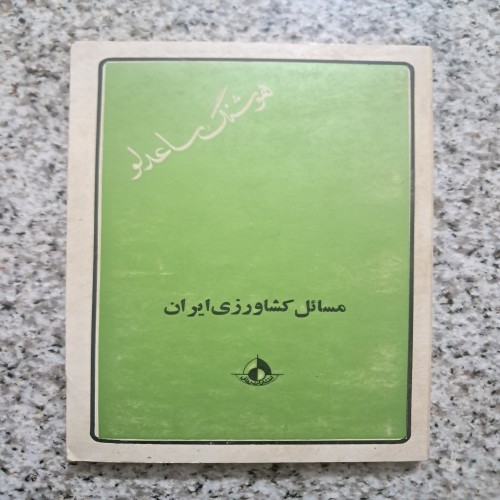 هوشنگ ساعدلو
مسائل کشاورزی ایران